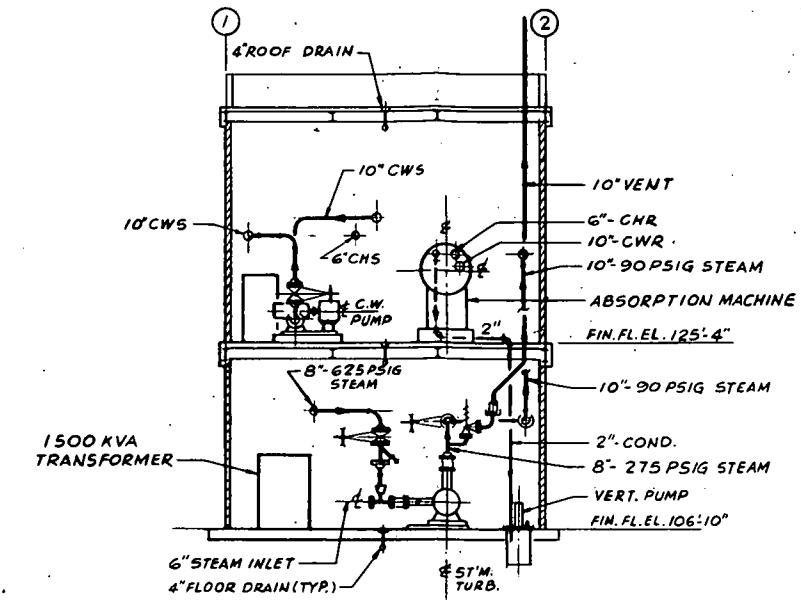 1
2
4" ROOF DRAIN
10" CWS
10" CWS
6" CHS
10" VENT
6"- CHR
10"- CWR
10"-90 PSIG STEAM
ABSORPTION MACHINE
C.W.
PUMP
2"
FIN. FL. EL. 125'-4"
8"-625 PSIG
STEAM
10"-90 PSIG STEAM
1500 KVA
TRANSFORMER
2"-COND.
8"- 275 PSIG STEAM
VERT. PUMP
FIN. FL. EL. 106'-10"
6" STEAM INLET
4" FLOOR DRAIN (TYP.)
ST'M.
TURB.